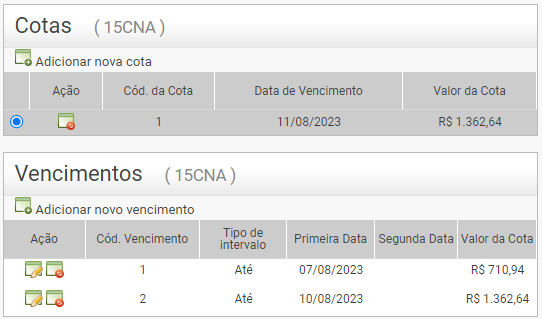 Cotas ( 15CNA )
Adicionar nova cota
Ação Cód. da Cota Data de Vencimento Valor da Cota
1 11/08/2023 R$ 1.362,64
Vencimentos ( 15CNA )
Adicionar novo vencimento
Ação Cód. Vencimento Tipo de intervalo Primeira Data Segunda Data Valor da Cota
1 Até 07/08/2023 R$ 710,94
2 Até 10/08/2023 R$ 1.362,64